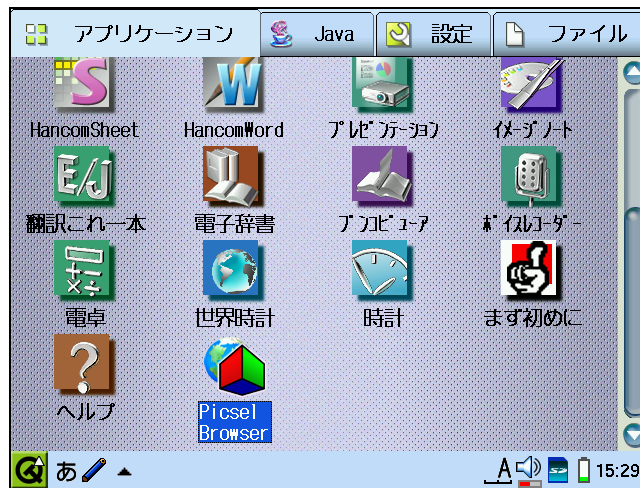 アプリケーション Java 設定 ファイル
HancomSheet HancomWord ﾌﾟﾚｾﾞﾝﾃｰｼｮﾝ ｲﾒｰｼﾞﾉｰﾄ
E/J
翻訳これ一本 電子辞書 ﾌﾞﾝｺﾋﾞｭｰｱ ﾎﾞｲｽﾚｺｰﾀﾞｰ
電卓 世界時計 時計 まず初めに
ヘルプ Picsel
Browser
あ A 15:29